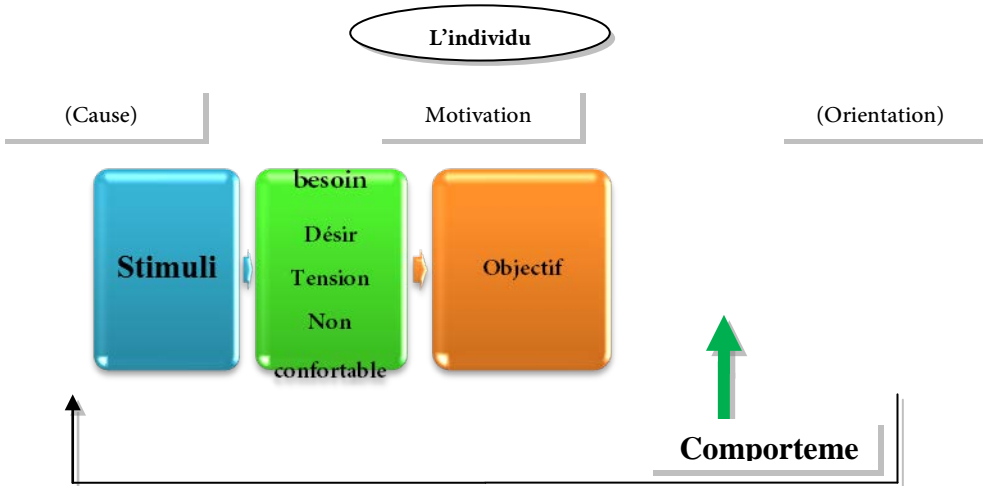 L'individu
(Cause)
Motivation
(Orientation)
Stimuli
besoin
Désir
Tension
Non
confortable
Objectif
Comporteme